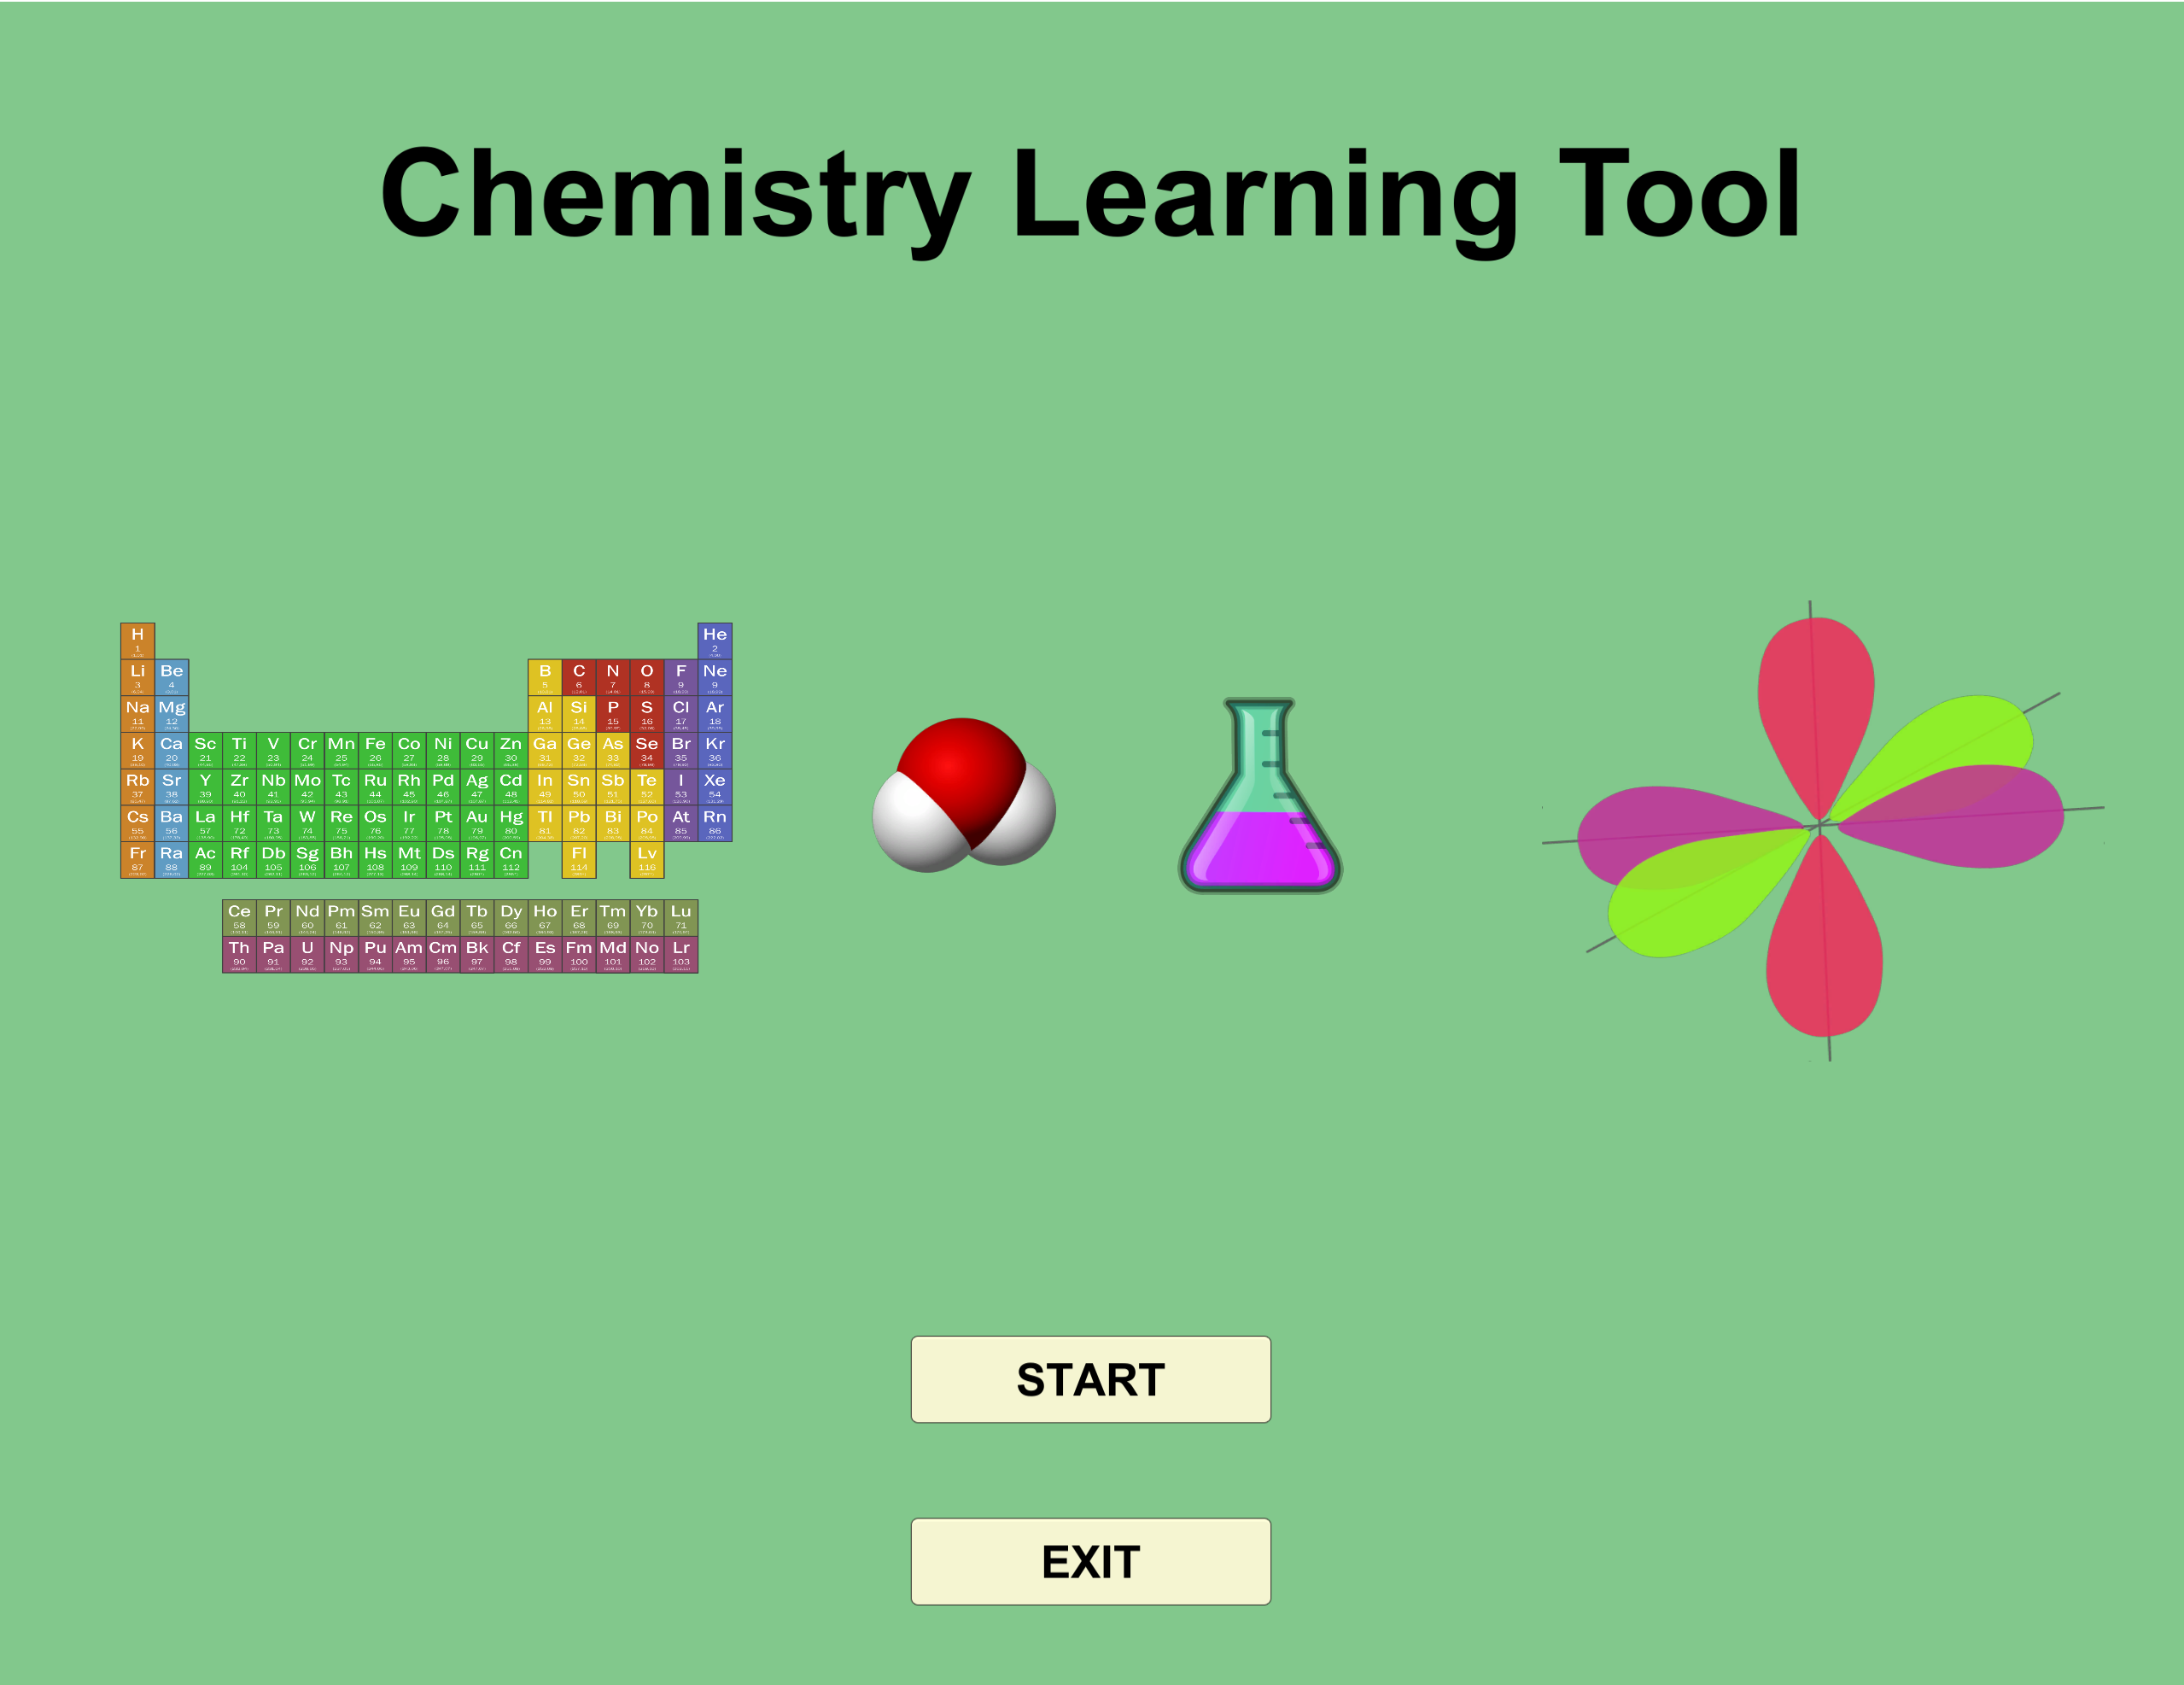 Chemistry Learning Tool
H He
1 2
Li Be B C N O F Ne
3 4 5 6 7 8 9 9
Na Mg Al Si P S Cl Ar
11 12 13 14 15 16 17 18
K Ca Sc Ti V Cr Mn Fe Co Ni Cu Zn Ga Ge As Se Br Kr
19 20 21 22 23 24 25 26 27 28 29 30 31 32 33 34 35 36
Rb Sr Y Zr Nb Mo Tc Ru Rh Pd Ag Cd In Sn Sb Te I Xe
37 38 39 40 41 42 43 44 45 46 47 48 49 50 51 52 53 54
Cs Ba La Hf Ta W Re Os Ir Pt Au Hg Tl Pb Bi Po At Rn
55 56 57 72 73 74 75 76 77 78 79 80 81 82 83 84 85 86
Fr Ra Ac Rf Db Sg Bh Hs Mt Ds Rg Cn Fl Lv
87 88 89 104 105 106 107 108 109 110 111 112 114 116
Ce Pr Nd Pm Sm Eu Gd Tb Dy Ho Er Tm Yb Lu
58 59 60 61 62 63 64 65 66 67 68 69 70 71
Th Pa U Np Pu Am Cm Bk Cf Es Fm Md No Lr
90 91 92 93 94 95 96 97 98 99 100 101 102 103
START
EXIT